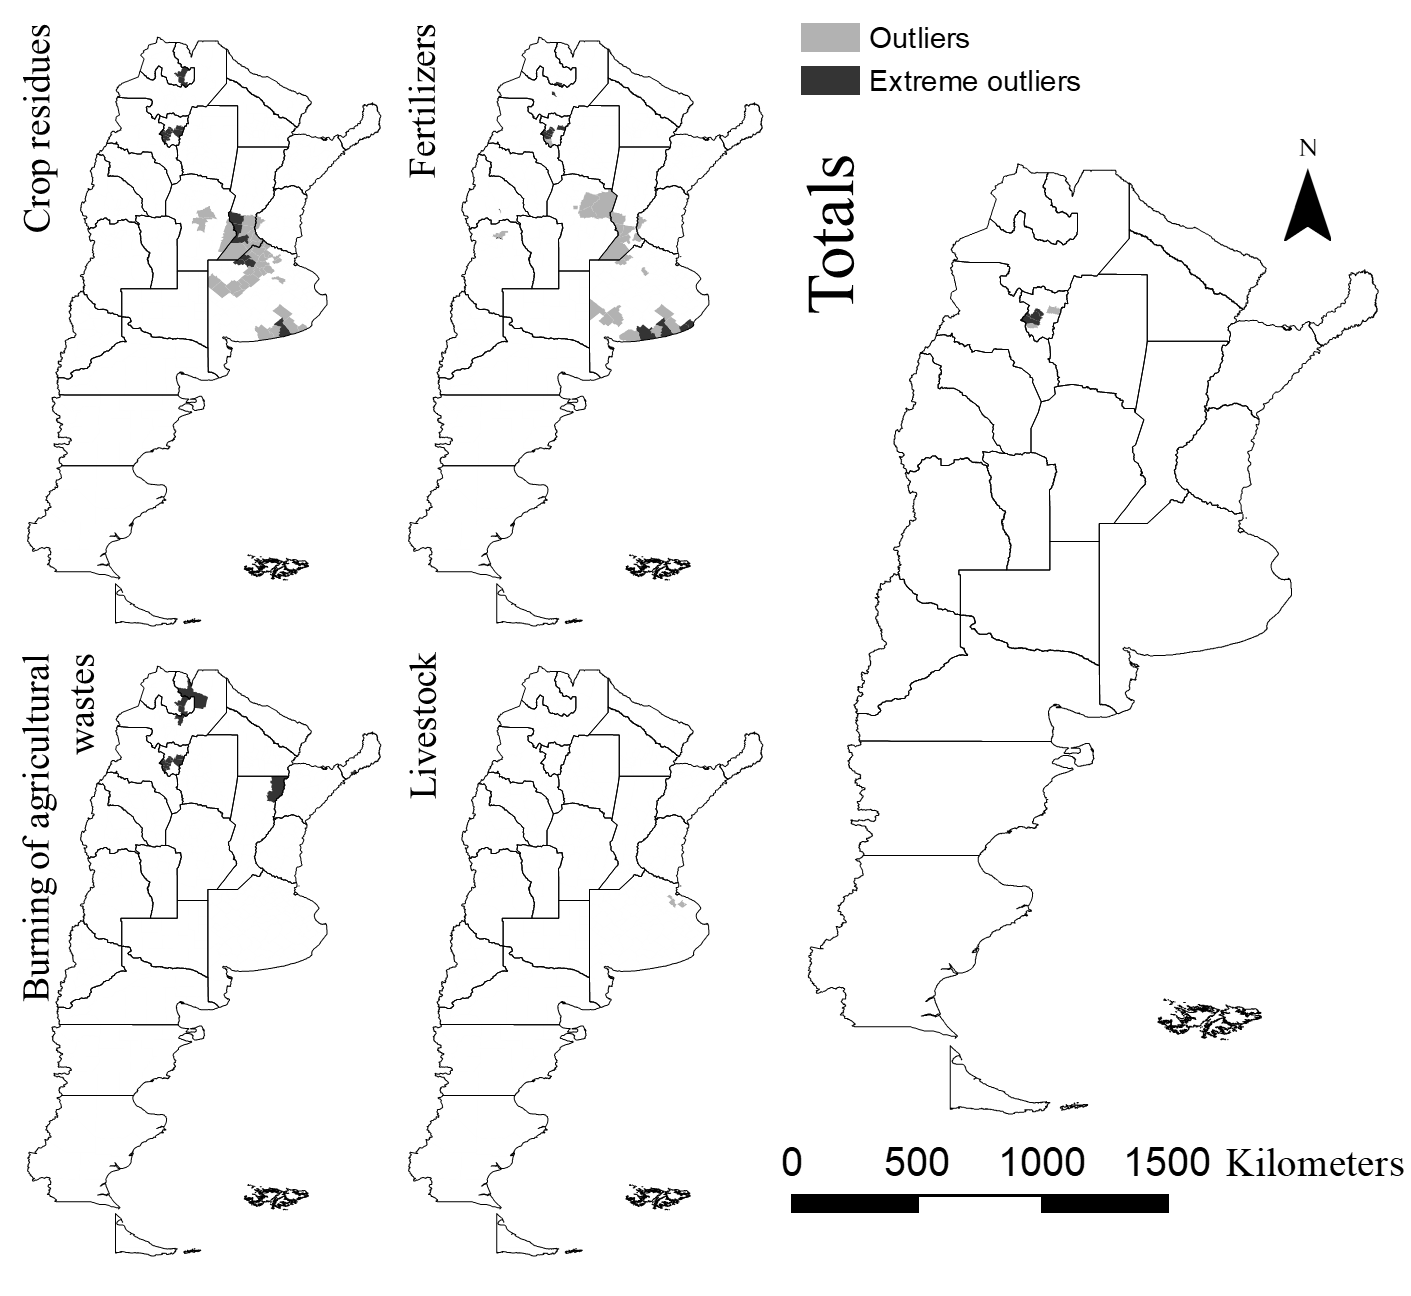 Crop residues
Fertilizers
Outliers
Extreme outliers
Totals
N
Burning of agricultural
wastes
Livestock
0 500 1000 1500 Kilometers